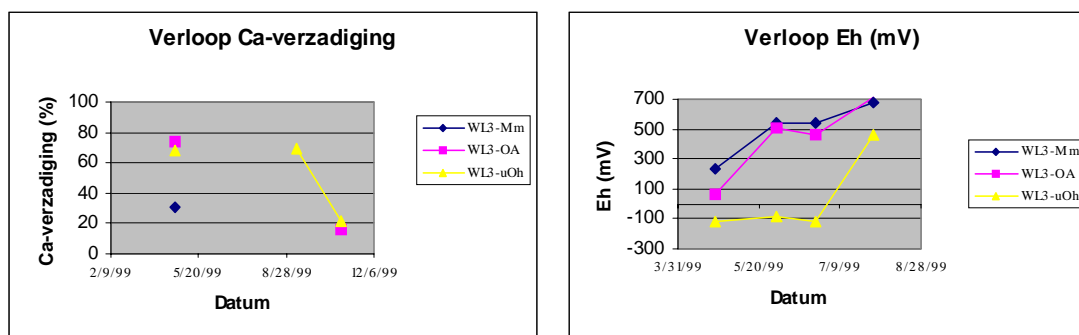 Verloop Ca-verzadiging
Ca-verzadiging (%)
100
80
60
40
20
0
2/9/99 5/20/99 8/28/99 12/6/99
Datum
WL3-Mm
WL3-OA
WL3-uOh
Verloop Eh (mV)
Eh (mV)
700
500
300
100
-100
-300
3/31/99 5/20/99 7/9/99 8/28/99
Datum
WL3-Mm
WL3-OA
WL3-uOh